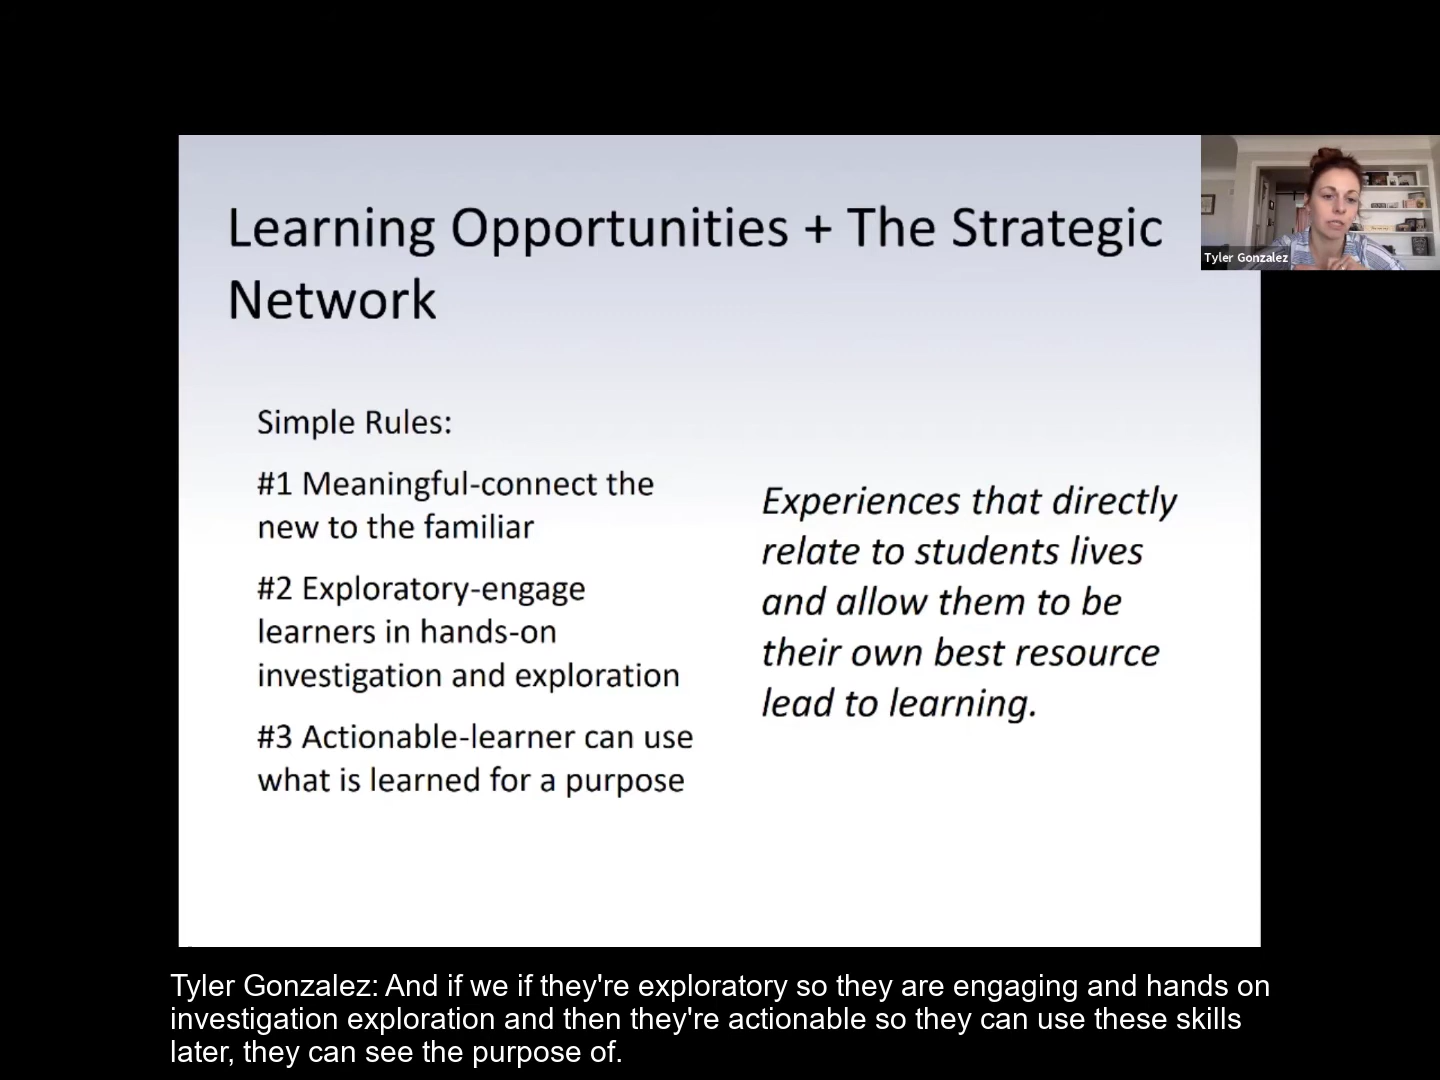 Learning Opportunities + The Strategic
Network
Tyler Gonzalez
Simple Rules:
#1 Meaningful-connect the
new to the familiar
#2 Exploratory-engage
learners in hands-on
investigation and exploration
#3 Actionable-learner can use
what is learned for a purpose
Experiences that directly
relate to students lives
and allow them to be
their own best resource
lead to learning.
Tyler Gonzalez: And if we if they're exploratory so they are engaging and hands on
investigation exploration and then they're actionable so they can use these skills
later, they can see the purpose of.